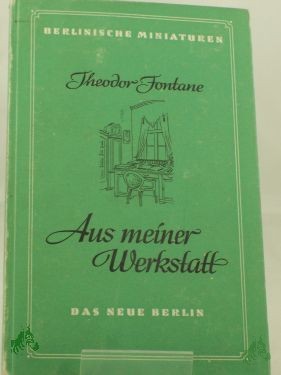 BERLINISCHE MINIATUREN
Theodor Fontane
Aus meiner
Werkstatt
DAS NEUE BERLIN